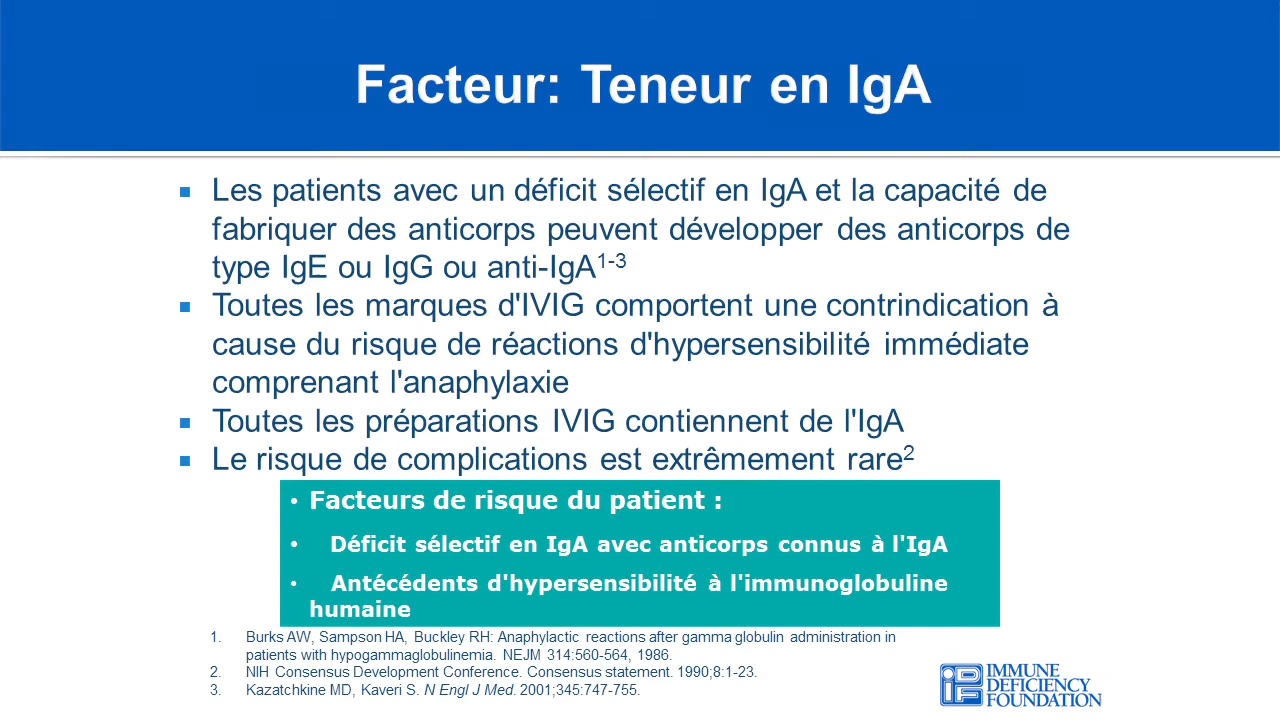 Facteur: Teneur en IgA
▪ Les patients avec un déficit sélectif en IgA et la capacité de
fabriquer des anticorps peuvent développer des anticorps de
type IgE ou IgG ou anti-IgA1-3
▪ Toutes les marques d'IVIG comportent une contrindication à
cause du risque de réactions d'hypersensibilité immédiate
comprenant l'anaphylaxie
▪ Toutes les préparations IVIG contiennent de l'IgA
▪ Le risque de complications est extrêmement rare2
• Facteurs de risque du patient :
• Déficit sélectif en IgA avec anticorps connus à l'IgA
• Antécédents d'hypersensibilité à l'immunoglobuline
humaine
1. Burks AW, Sampson HA, Buckley RH: Anaphylactic reactions after gamma globulin administration in
patients with hypogammaglobulinemia. NEJM 314:560-564, 1986.
2. NIH Consensus Development Conference. Consensus statement. 1990;8:1-23.
3. Kazatchkine MD, Kaveri S. N Engl J Med. 2001;345:747-755.
IDF
IMMUNE
DEFICIENCY
FOUNDATION